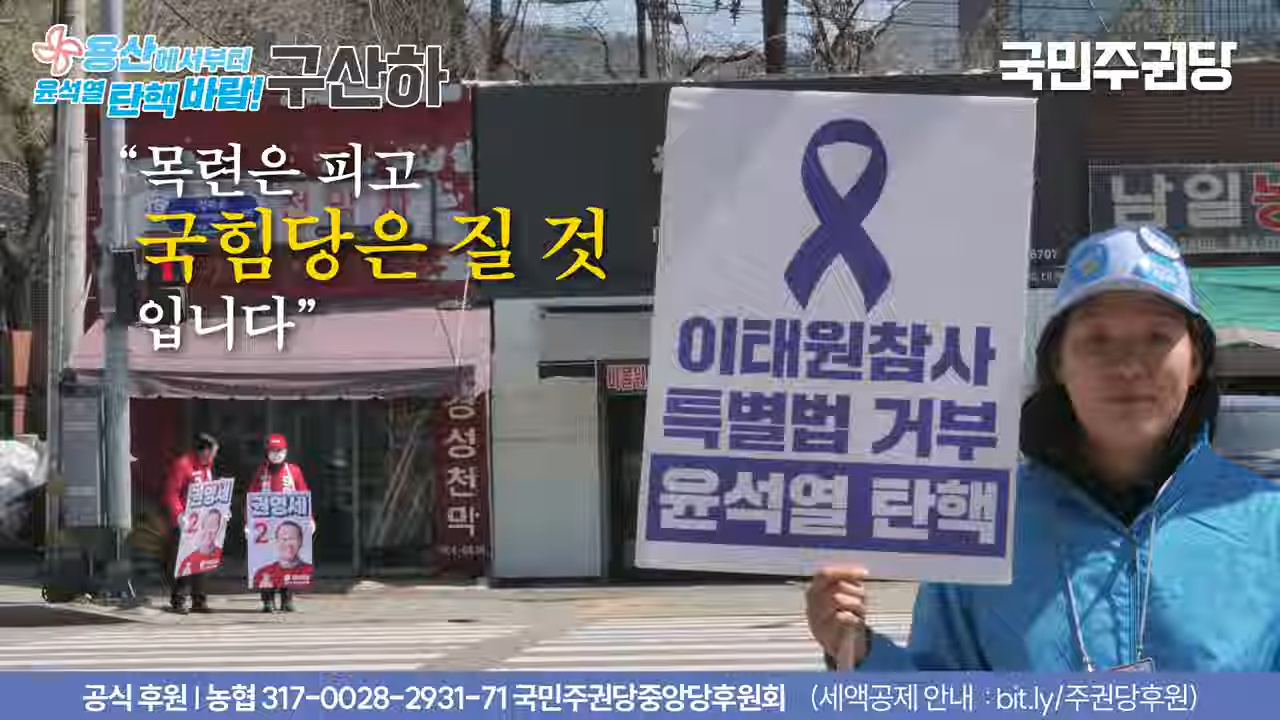 용산에서부터
윤석열 탄핵 바람!
구산하
국민주권당
“목련은 피고
국힘당은 질 것
입니다”
남일
이태원참사
특별법 거부
윤석열 탄핵
성천막
권영세
2
권영세
2
공식 후원 | 농협 317-0028-2931-71 국민주권당중앙당후원회 (세액공제 안내 : bit.ly/주권당후원)